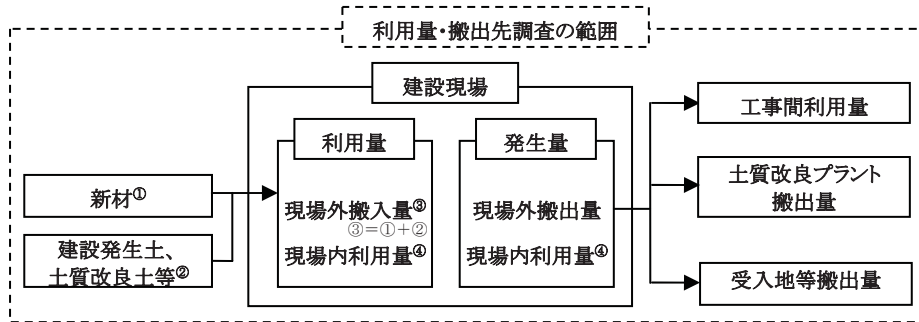 利用量・搬出先調査の範囲
建設現場
利用量
発生量
新材①
建設発生土、
土質改良土等②
現場外搬入量③
③=①+②
現場内利用量④
現場外搬出量
現場内利用量④
工事間利用量
土質改良プラント
搬出量
受入地等搬出量